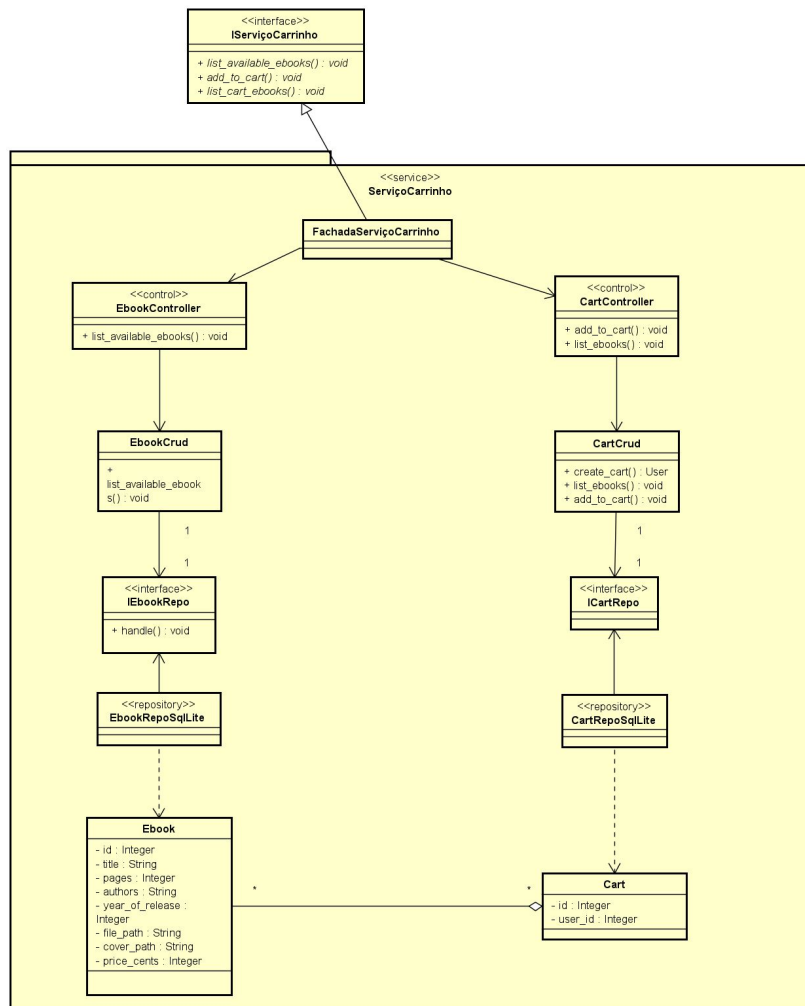 <<interface>>
IServiçoCarrinho
+ list_available_ebooks() : void
+ add_to_cart() : void
+ list_cart_ebooks() : void
<<service>>
ServiçoCarrinho
FachadaServiçoCarrinho
<<control>>
EbookController
+ list_available_ebooks() : void
<<control>>
CartController
+ add_to_cart() : void
+ list_ebooks() : void
EbookCrud
+
list_available_ebook
s() : void
CartCrud
+ create_cart() : User
+ list_ebooks() : void
+ add_to_cart() : void
1
1
1
1
<<interface>>
IEbookRepo
+ handle() : void
<<interface>>
ICartRepo
<<repository>>
EbookRepoSqlLite
<<repository>>
CartRepoSqlLite
Ebook
- id : Integer
- title : String
- pages : Integer
- authors : String
- year_of_release :
Integer
- file_path : String
- cover_path : String
- price_cents : Integer
*
*
Cart
- id : Integer
- user_id : Integer